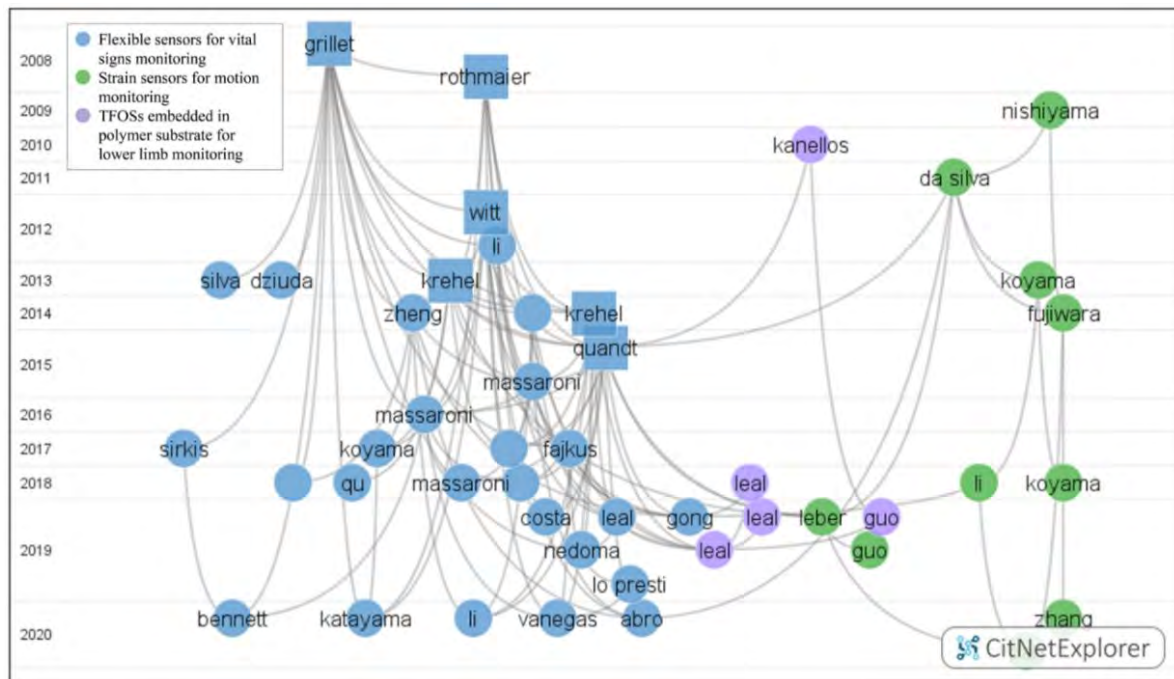 Flexible sensors for vital
signs monitoring
Strain sensors for motion
monitoring
TFOSs embedded in
polymer substrate for
lower limb monitoring
grillet
2008
rothmaier
2009
nishiyama
2010
kanellos
2011
da silva
witt
2012
li
2013
silva
dziuda
krehel
koyama
2014
zheng
krehel
fujiwara
quandt
2015
massaroni
2016
massaroni
2017
sirkis
koyama
fajkus
2018
qu
massaroni
leal
li
koyama
costa
leal
gong
leal
leber
guo
2019
nedoma
leal
guo
lo presti
bennett
katayama
li
vanegas
abro
zhang
2020
CitNetExplorer